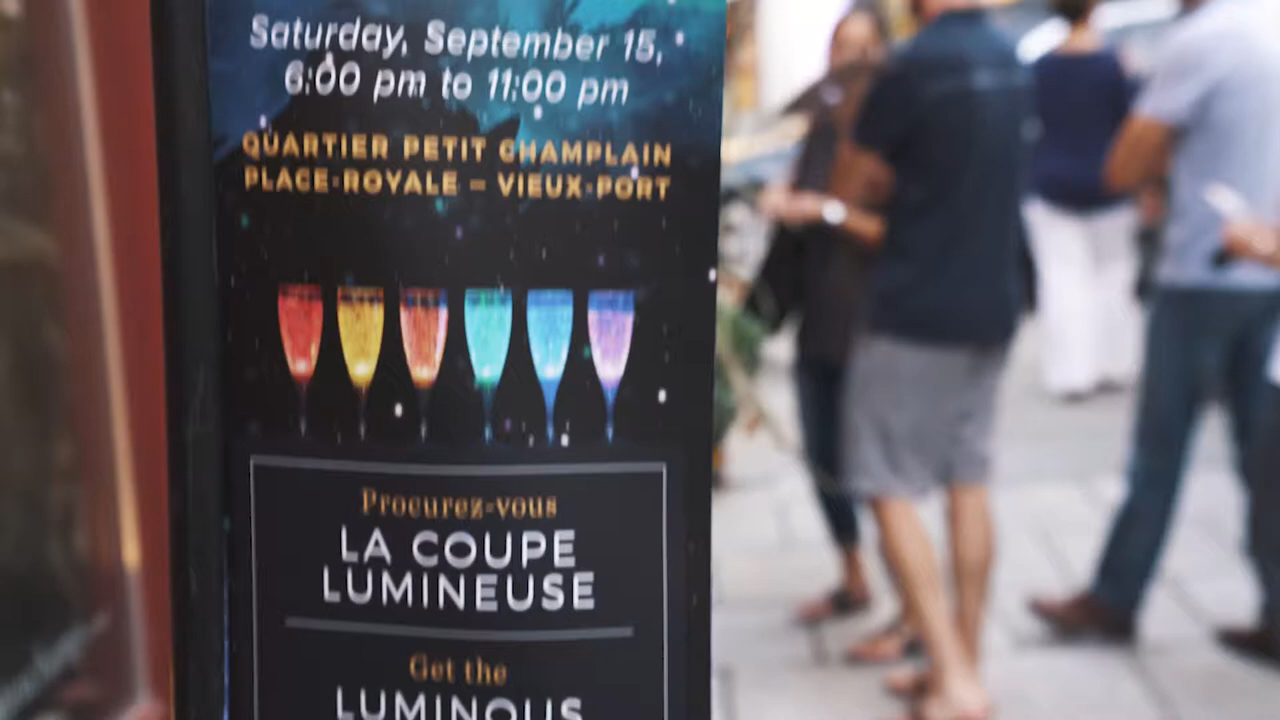 Saturday, September 15,
6:00 pm to 11:00 pm
QUARTIER PETIT CHAMPLAIN
PLACE-ROYALE – VIEUX-PORT
Procurez-vous
LA COUPE
LUMINEUSE
Get the
LUMINOUS